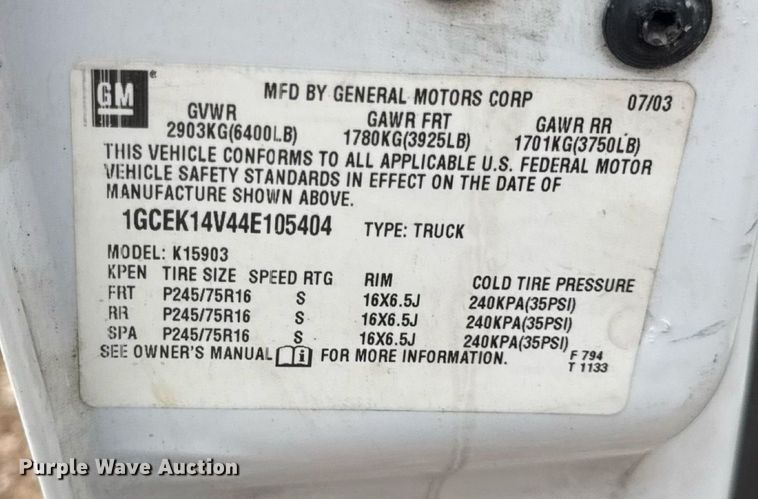 GM
MFD BY GENERAL MOTORS CORP 07/03
GVWR GAWR FRT GAWR RR
2903KG(6400LB) 1780KG(3925LB) 1701KG(3750LB)
THIS VEHICLE CONFORMS TO ALL APPLICABLE U.S. FEDERAL MOTOR
VEHICLE SAFETY STANDARDS IN EFFECT ON THE DATE OF
MANUFACTURE SHOWN ABOVE.
1GCEK14V44E105404 TYPE: TRUCK
MODEL: K15903
KPEN TIRE SIZE SPEED RTG RIM COLD TIRE PRESSURE
FRT P245/75R16 S 16X6.5J 240KPA(35PSI)
RR P245/75R16 S 16X6.5J 240KPA(35PSI)
SPA P245/75R16 S 16X6.5J 240KPA(35PSI)
SEE OWNER'S MANUAL i FOR MORE INFORMATION.
F 794
T 1133
Purple Wave Auction